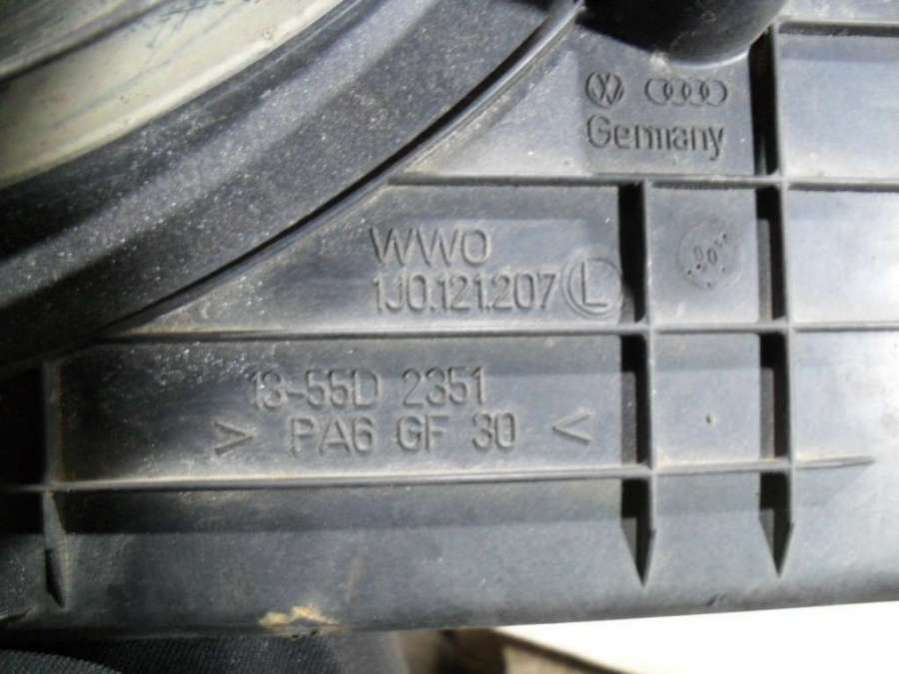 Germany
WWO
1J0.121.207 L
13-55D 2351
> PA6 GF 30 <